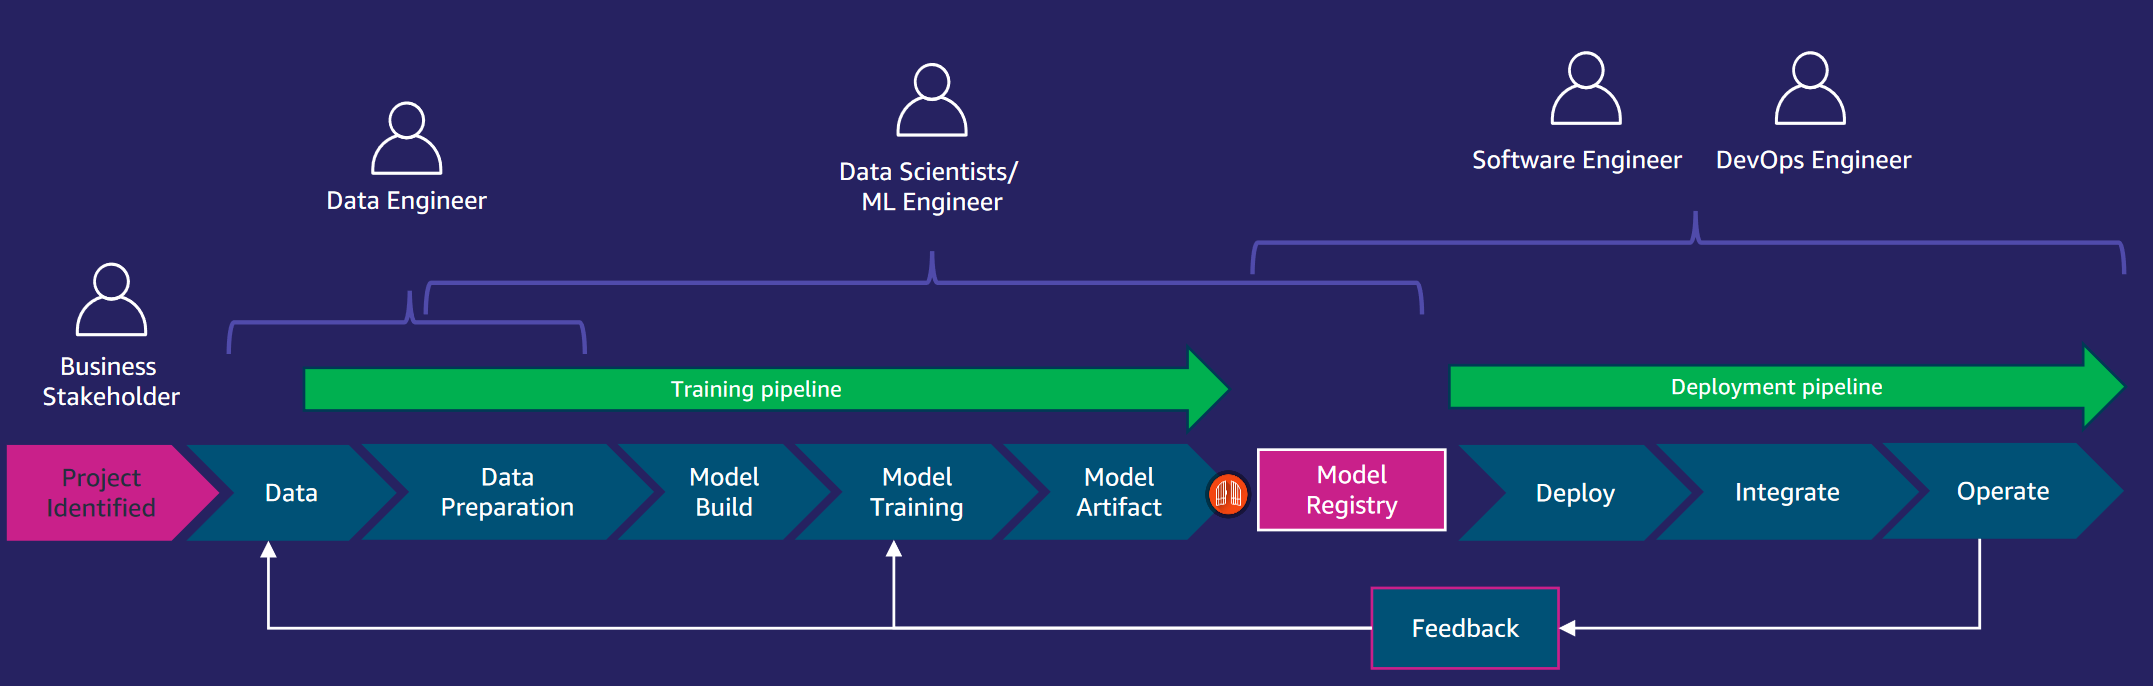 Data Engineer
Data Scientists/
ML Engineer
Software Engineer
DevOps Engineer
Business
Stakeholder
Training pipeline
Deployment pipeline
Project
Identified
Data
Data
Preparation
Model
Build
Model
Training
Model
Artifact
Model
Registry
Deploy
Integrate
Operate
Feedback